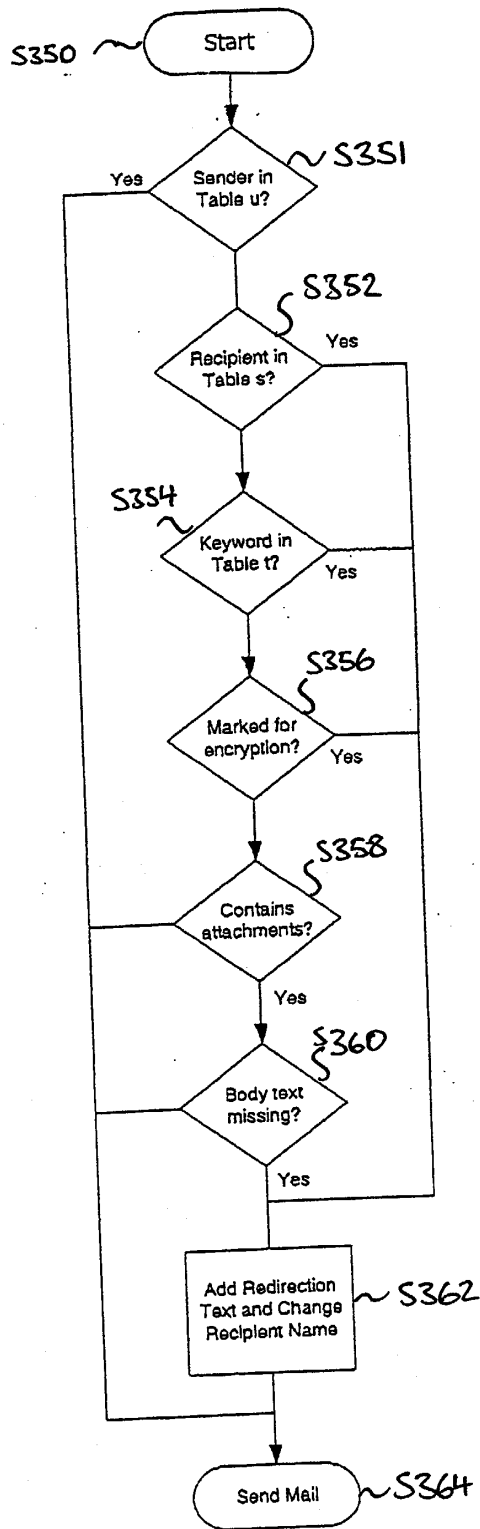 Start
S350
S351
Yes
Sender in
Table u?
S352
Recipient in
Table s?
Yes
S354
Keyword in
Table t?
Yes
S356
Marked for
encryption?
Yes
S358
Contains
attachments?
Yes
S360
Body text
missing?
Yes
Add Redirection
Text and Change
Recipient Name
S362
Send Mail
S364